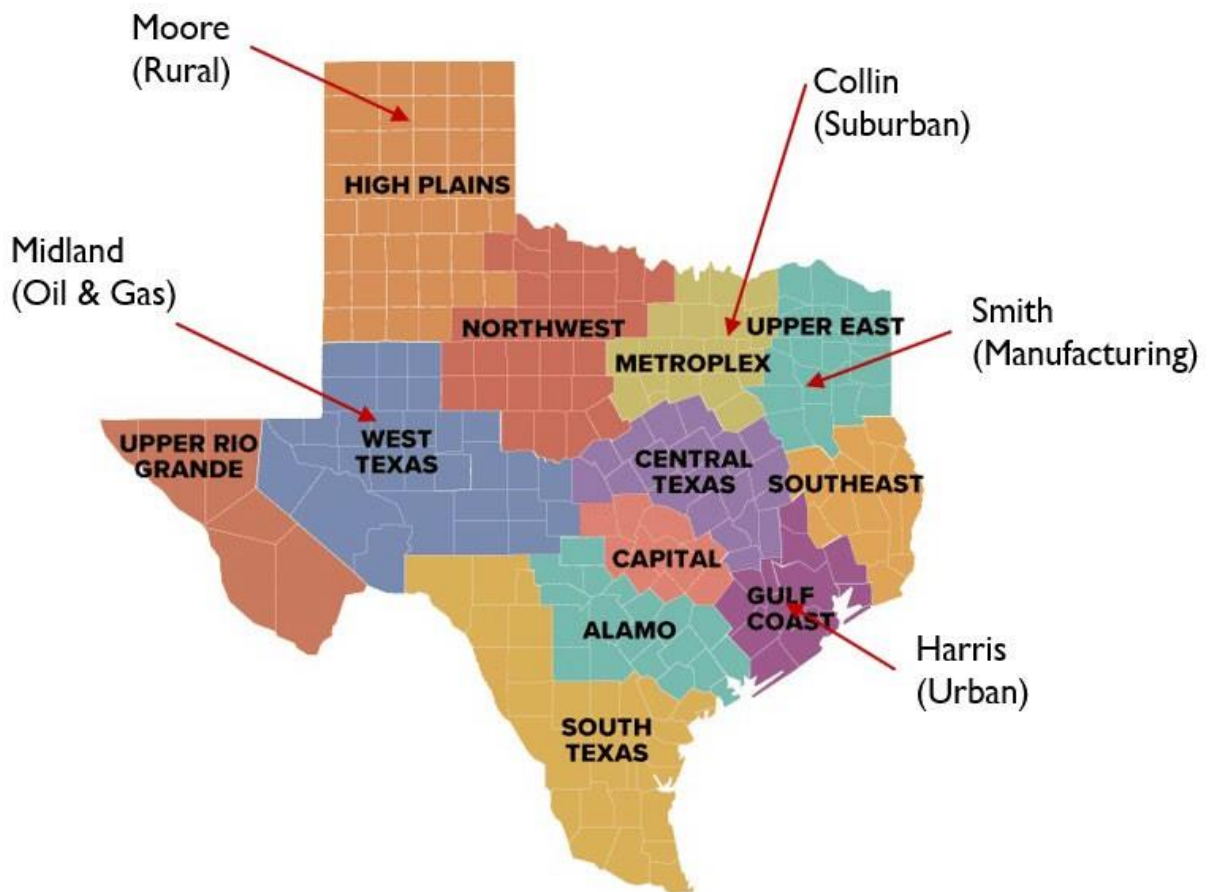 Moore
(Rural)
Collin
(Suburban)
HIGH PLAINS
Midland
(Oil & Gas)
Smith
(Manufacturing)
NORTHWEST
UPPER EAST
METROPLEX
UPPER RIO
GRANDE
WEST
TEXAS
CENTRAL
TEXAS
SOUTHEAST
CAPITAL
GULF
COAST
ALAMO
Harris
(Urban)
SOUTH
TEXAS